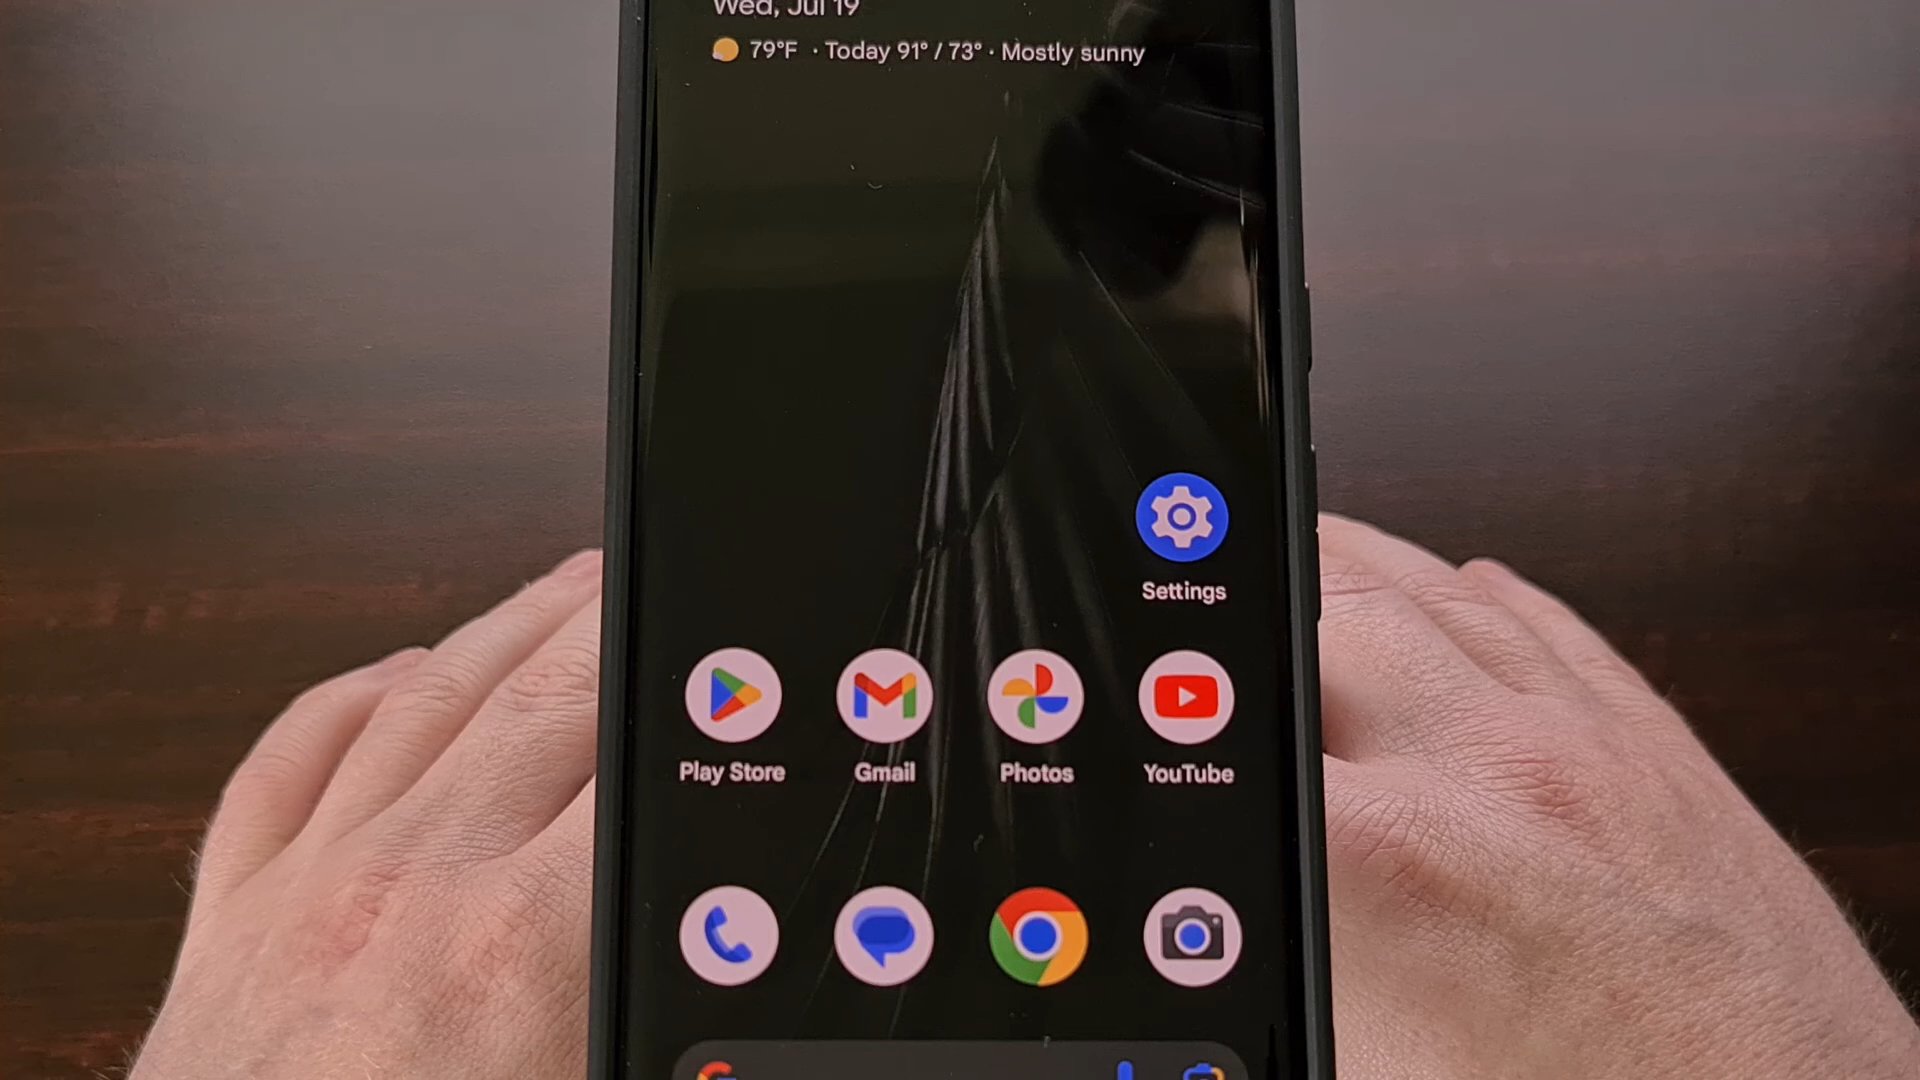 Wed, Jul 19
79°F · Today 91° / 73° · Mostly sunny
Settings
Play Store Gmail Photos YouTube